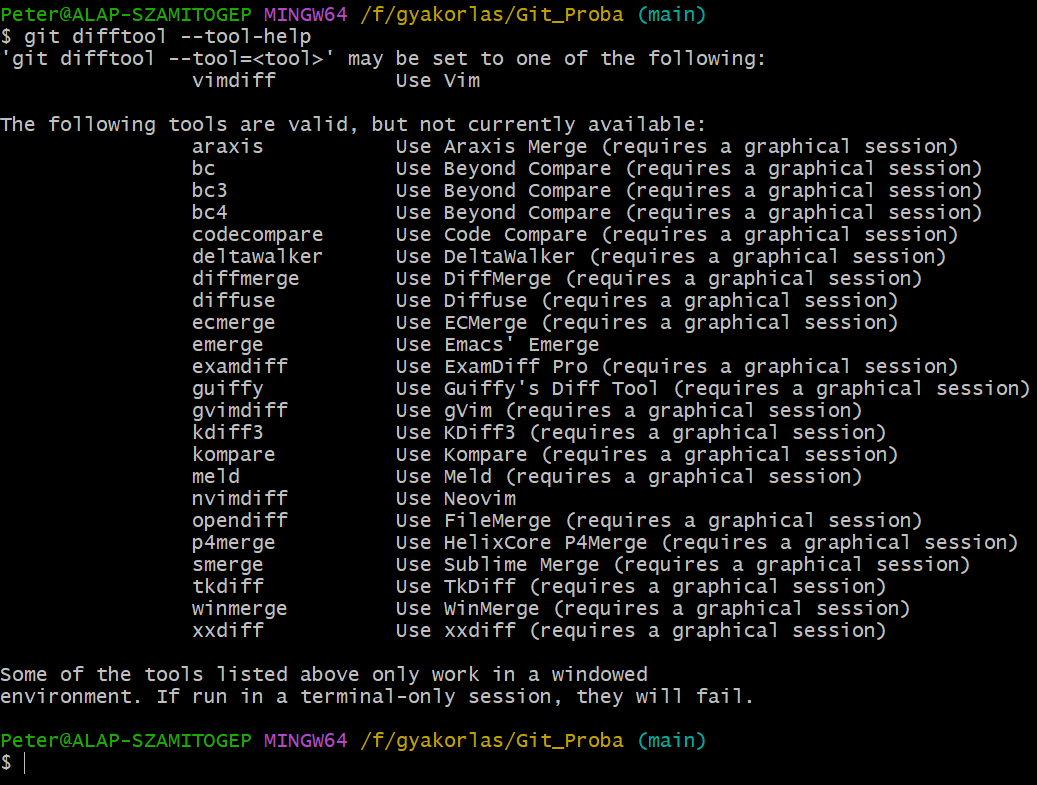 Peter@ALAP-SZAMITOGEP MINGW64 /f/gyakorlas/Git_Proba (main)
$ git difftool --tool-help
'git difftool --tool=<tool>' may be set to one of the following:
vimdiff Use Vim
The following tools are valid, but not currently available:
araxis Use Araxis Merge (requires a graphical session)
bc Use Beyond Compare (requires a graphical session)
bc3 Use Beyond Compare (requires a graphical session)
bc4 Use Beyond Compare (requires a graphical session)
codecompare Use Code Compare (requires a graphical session)
deltawalker Use DeltaWalker (requires a graphical session)
diffmerge Use DiffMerge (requires a graphical session)
diffuse Use Diffuse (requires a graphical session)
ecmerge Use ECMerge (requires a graphical session)
emerge Use Emacs' Emerge
examdiff Use ExamDiff Pro (requires a graphical session)
guiffy Use Guiffy's Diff Tool (requires a graphical session)
gvimdiff Use gVim (requires a graphical session)
kdiff3 Use KDiff3 (requires a graphical session)
kompare Use Kompare (requires a graphical session)
meld Use Meld (requires a graphical session)
nvimdiff Use Neovim
opendiff Use FileMerge (requires a graphical session)
p4merge Use HelixCore P4Merge (requires a graphical session)
smerge Use Sublime Merge (requires a graphical session)
tkdiff Use TkDiff (requires a graphical session)
winmerge Use WinMerge (requires a graphical session)
xxdiff Use xxdiff (requires a graphical session)
Some of the tools listed above only work in a windowed
environment. If run in a terminal-only session, they will fail.
Peter@ALAP-SZAMITOGEP MINGW64 /f/gyakorlas/Git_Proba (main)
$